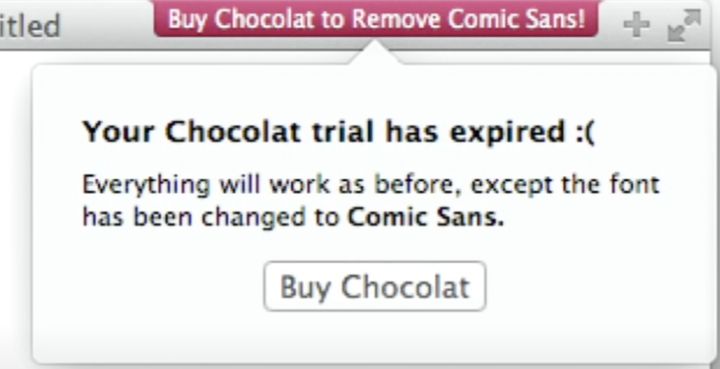 itled
Buy Chocolat to Remove Comic Sans!
Your Chocolat trial has expired :(
Everything will work as before, except the font
has been changed to Comic Sans.
Buy Chocolat